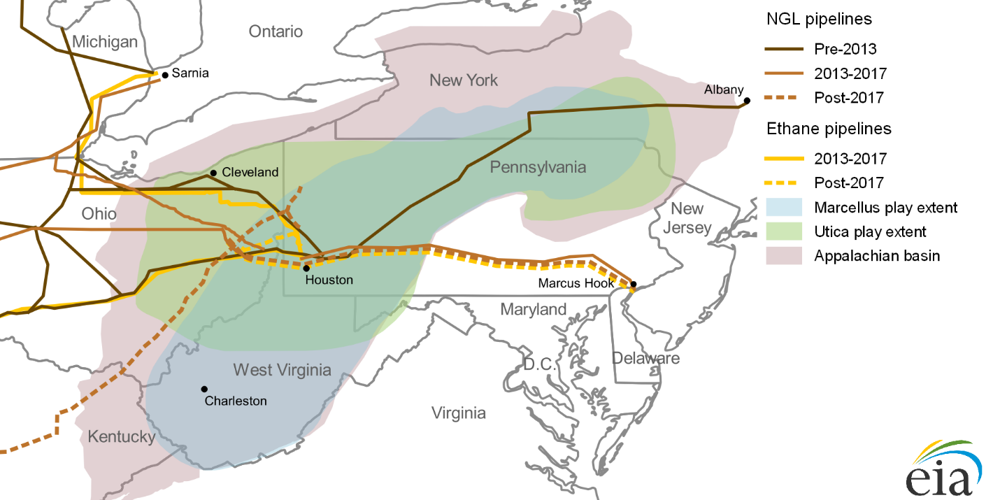 NGL pipelines
Pre-2013
2013-2017
Post-2017
Ethane pipelines
2013-2017
Post-2017
Marcellus play extent
Utica play extent
Appalachian basin
Michigan
Ontario
Sarnia
New York
Albany
Cleveland
Pennsylvania
Ohio
New
Jersey
Houston
Marcus Hook
Maryland
D.C.
Delaware
West Virginia
Charleston
Virginia
Kentucky
eia